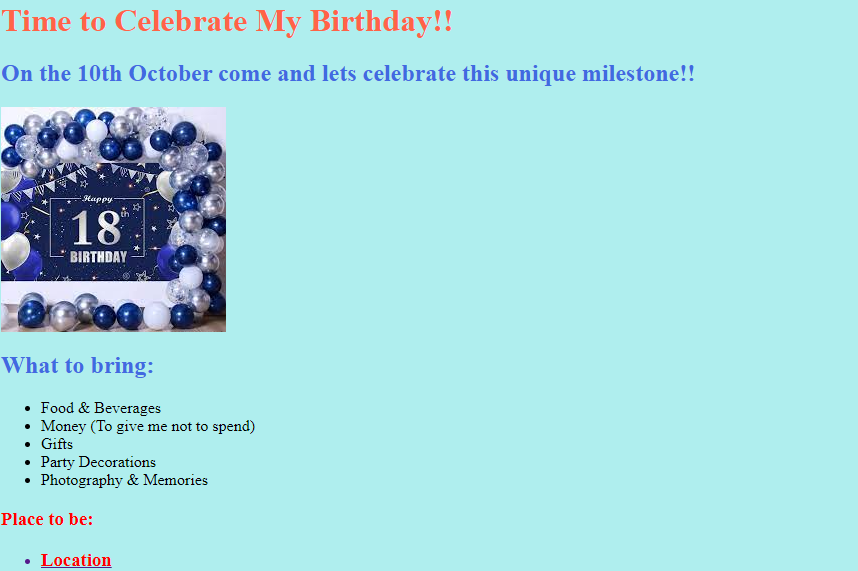 Time to Celebrate My Birthday!!
On the 10th October come and lets celebrate this unique milestone!!
Happy
18th
BIRTHDAY
What to bring:
Food & Beverages
Money (To give me not to spend)
Gifts
Party Decorations
Photography & Memories
Place to be:
Location